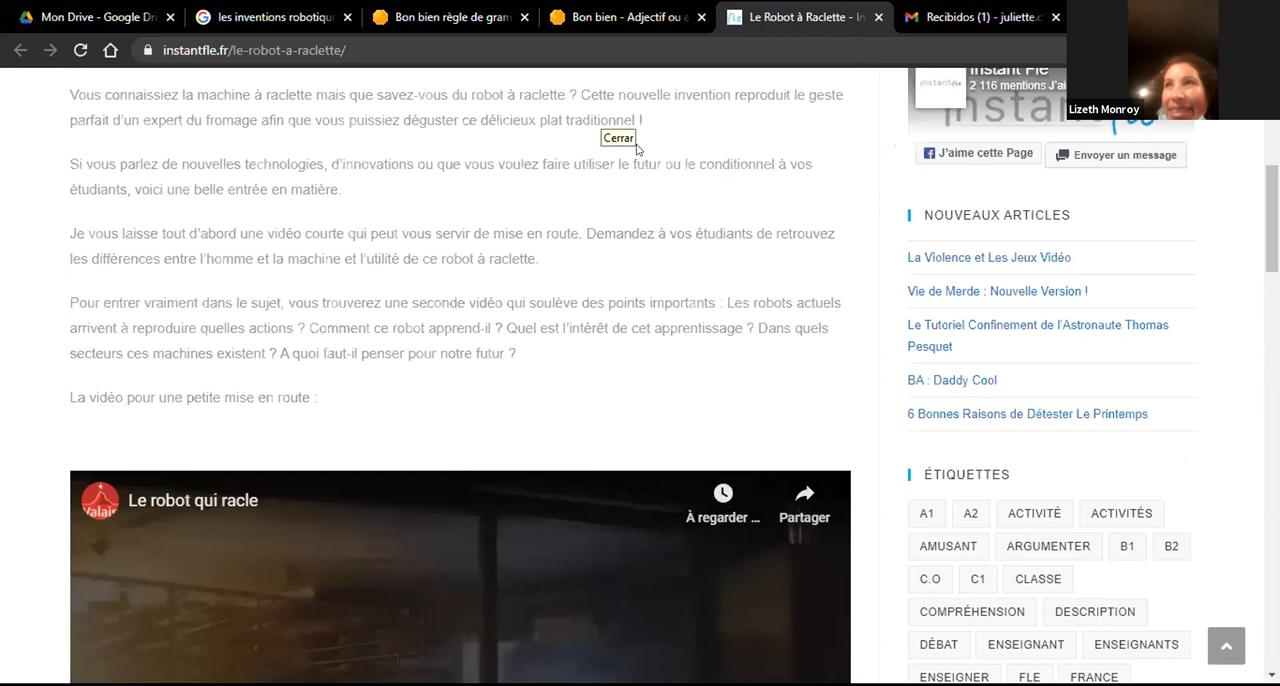 Mon Drive - Google Dri
les inventions robotiqu
Bon bien règle de gram
Bon bien - Adjectif ou a
Le Robot à Raclette - In
Recibidos (1) - juliette.c
instantfle.fr/le-robot-a-raclette/
Lizeth Monroy
Vous connaissiez la machine à raclette mais que savez-vous du robot à raclette ? Cette nouvelle invention reproduit le geste
parfait d'un expert du fromage afin que vous puissiez déguster ce délicieux plat traditionnel !
Cerrar
Si vous parlez de nouvelles technologies, d'innovations ou que vous voulez faire utiliser le futur ou le conditionnel à vos
étudiants, voici une belle entrée en matière.
Je vous laisse tout d'abord une vidéo courte qui peut vous servir de mise en route. Demandez à vos étudiants de retrouvez
les différences entre l'homme et la machine et l'utilité de ce robot à raclette.
Pour entrer vraiment dans le sujet, vous trouverez une seconde vidéo qui soulève des points importants : Les robots actuels
arrivent à reproduire quelles actions ? Comment ce robot apprend-il ? Quel est l'intérêt de cet apprentissage ? Dans quels
secteurs ces machines existent ? A quoi faut-il penser pour notre futur ?
La vidéo pour une petite mise en route :
Valais
Le robot qui racle
À regarder ...
Partager
instantfle
Instant Fle
2 116 mentions J'ai
instant
J'aime cette Page
Envoyer un message
NOUVEAUX ARTICLES
La Violence et Les Jeux Vidéo
Vie de Merde : Nouvelle Version !
Le Tutoriel Confinement de l'Astronaute Thomas
Pesquet
BA : Daddy Cool
6 Bonnes Raisons de Détester Le Printemps
ÉTIQUETTES
A1 A2 ACTIVITÉ ACTIVITÉS
AMUSANT ARGUMENTER B1 B2
C.O C1 CLASSE
COMPRÉHENSION DESCRIPTION
DÉBAT ENSEIGNANT ENSEIGNANTS
ENSEIGNER FLE FRANCE